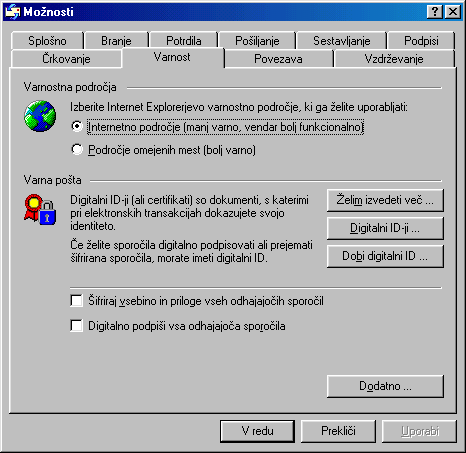 Možnosti
Splošno Branje Potrdila Pošiljanje Sestavljanje Podpisi
Črkovanje Varnost Povezava Vzdrževanje
Varnostna področja
Izberite Internet Explorerjevo varnostno področje, ki ga želite uporabljati:
Internetno področje (manj varno, vendar bolj funkcionalno)
Področje omejenih mest (bolj varno)
Varna pošta
Digitalni ID-ji (ali certifikati) so dokumenti, s katerimi
pri elektronskih transakcijah dokazujete svojo
identiteto.
Želim izvedeti več ...
Digitalni ID-ji ...
Če želite sporočila digitalno podpisovati ali prejemati
šifrirana sporočila, morate imeti digitalni ID.
Dobi digitalni ID ...
Šifriraj vsebino in priloge vseh odhajajočih sporočil
Digitalno podpiši vsa odhajajoča sporočila
Dodatno ...
V redu Prekliči Uporabi